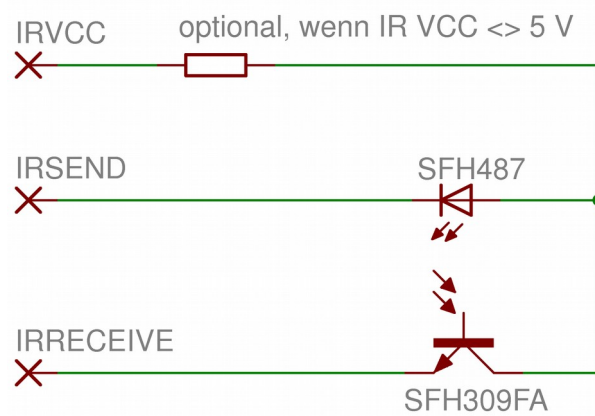 IRVCC
optional, wenn IR VCC <> 5 V
IRSEND
SFH487
IRRECEIVE
SFH309FA